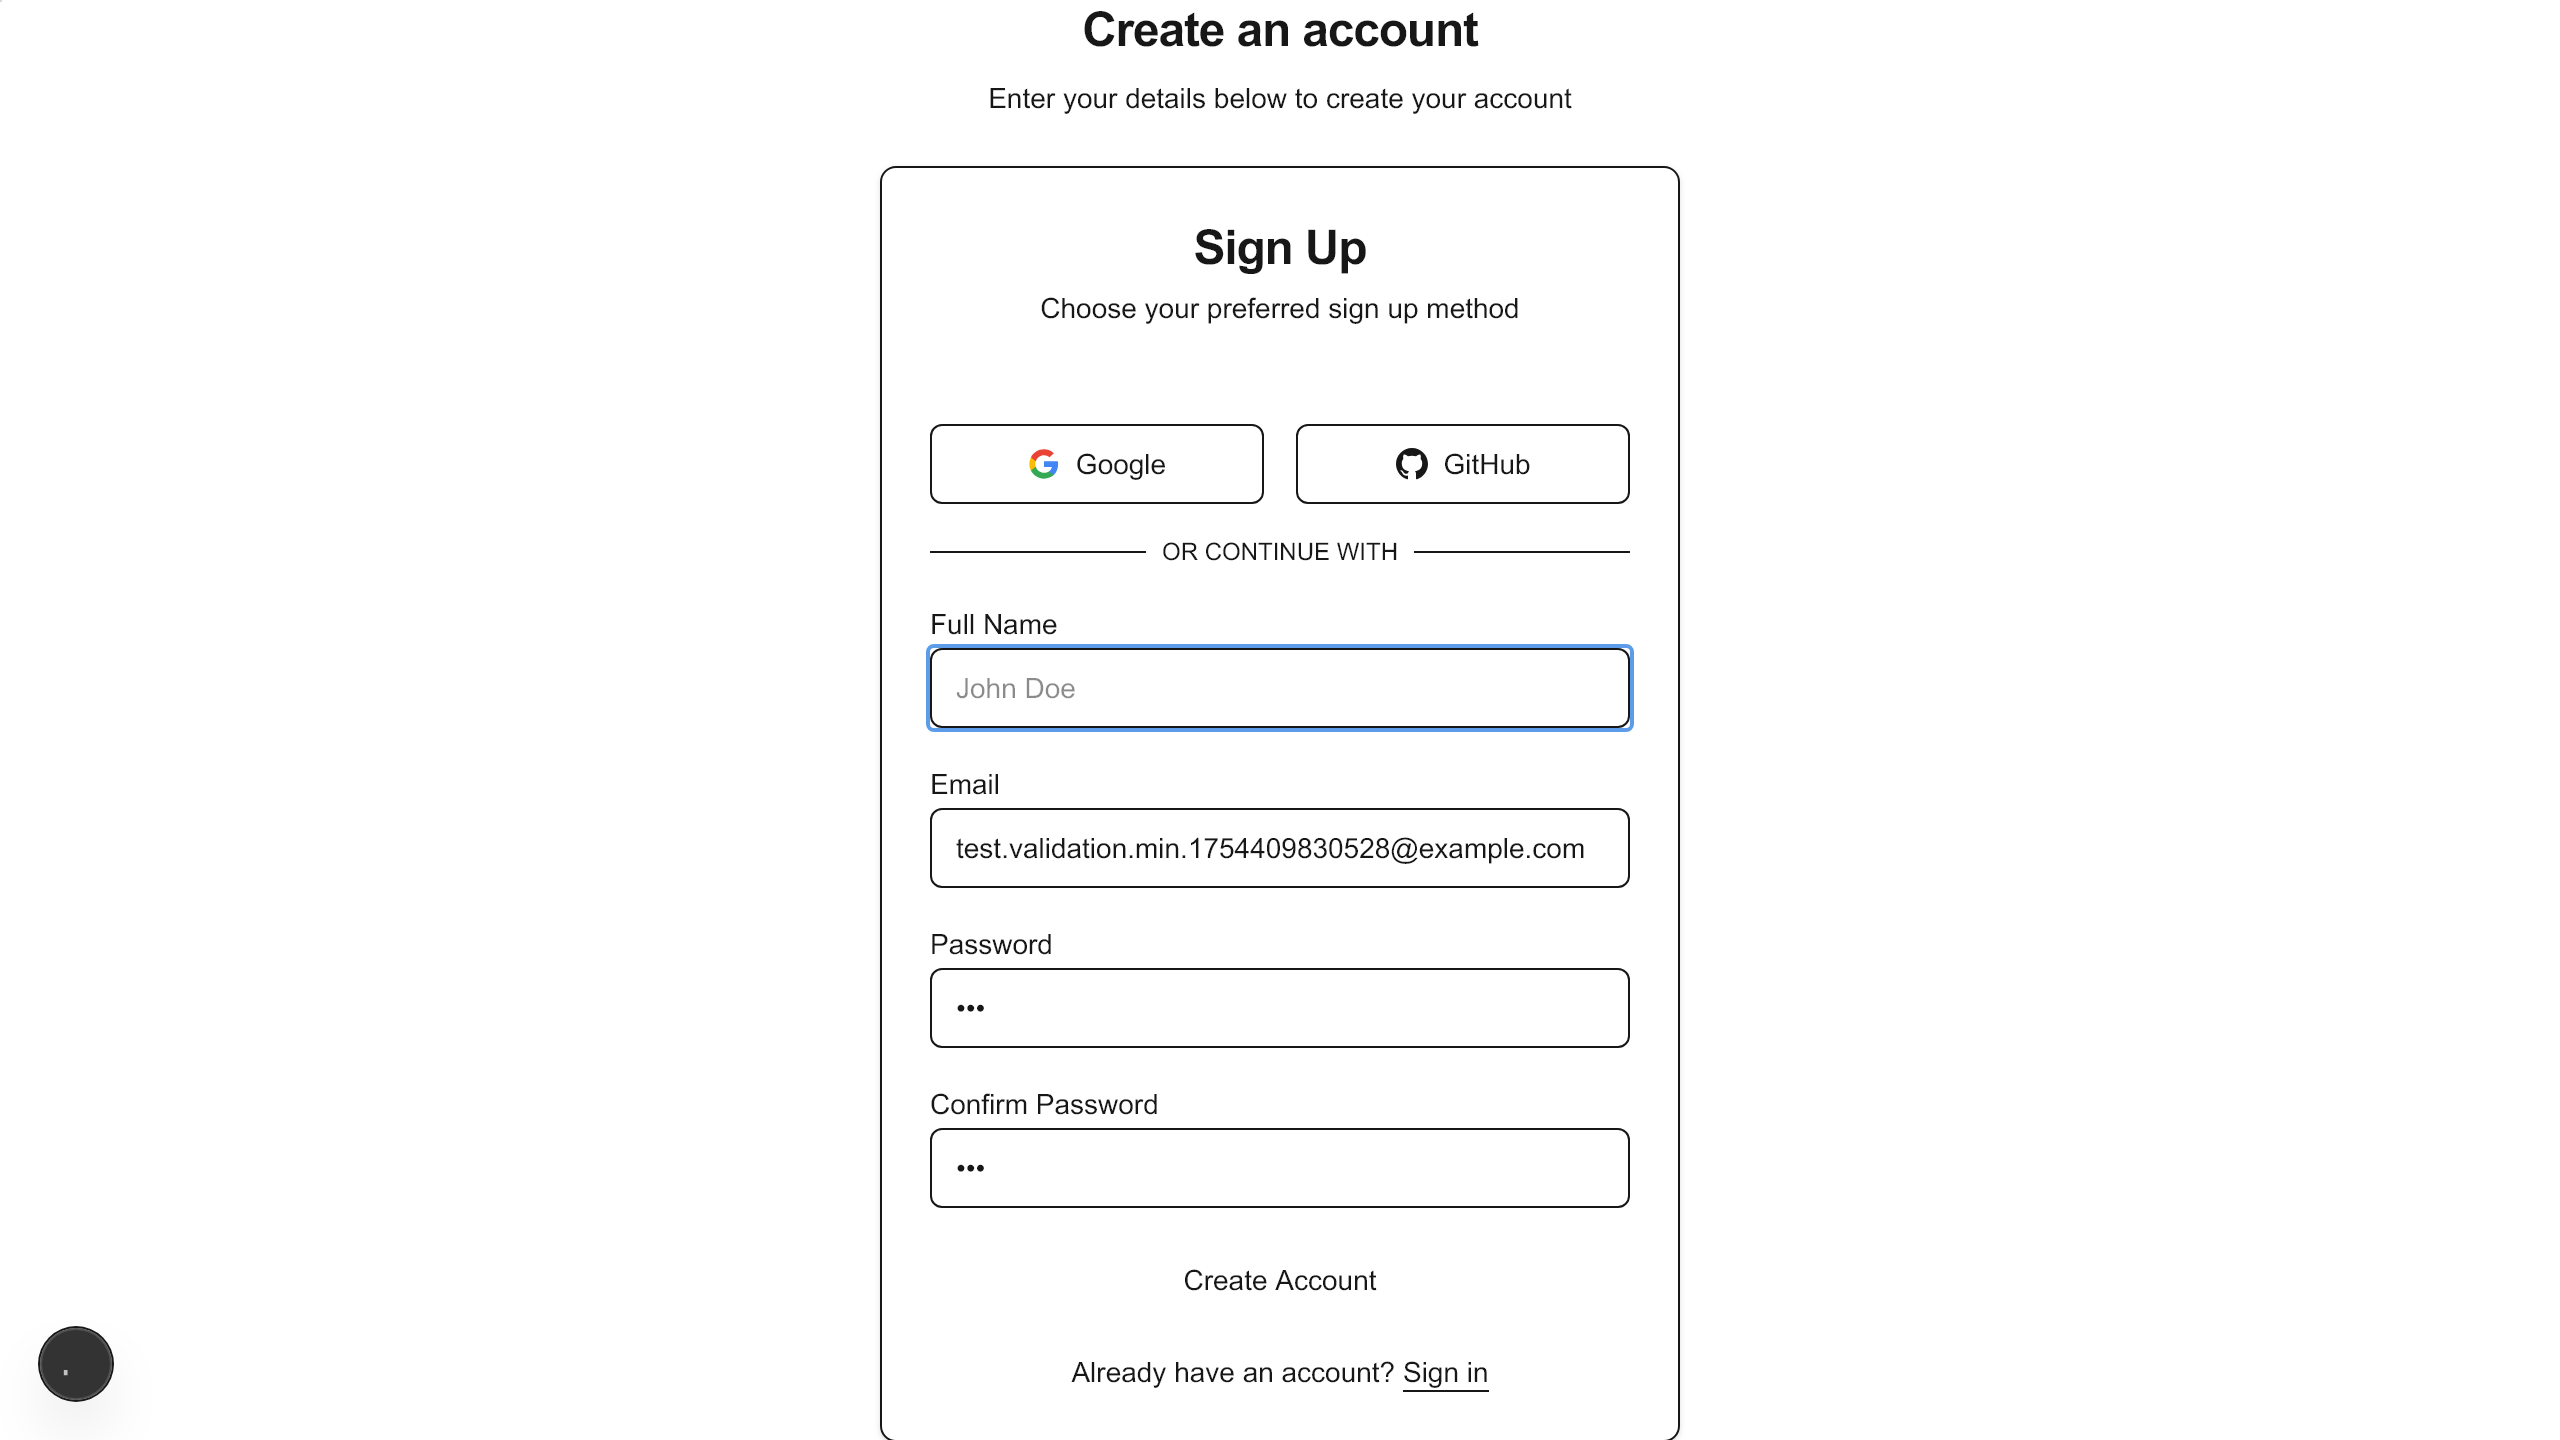 Create an account
Enter your details below to create your account
Sign Up
Choose your preferred sign up method
Google
GitHub
OR CONTINUE WITH
Full Name
John Doe
Email
test.validation.min.1754409830528@example.com
Password
•••
Confirm Password
•••
Create Account
Already have an account? Sign in